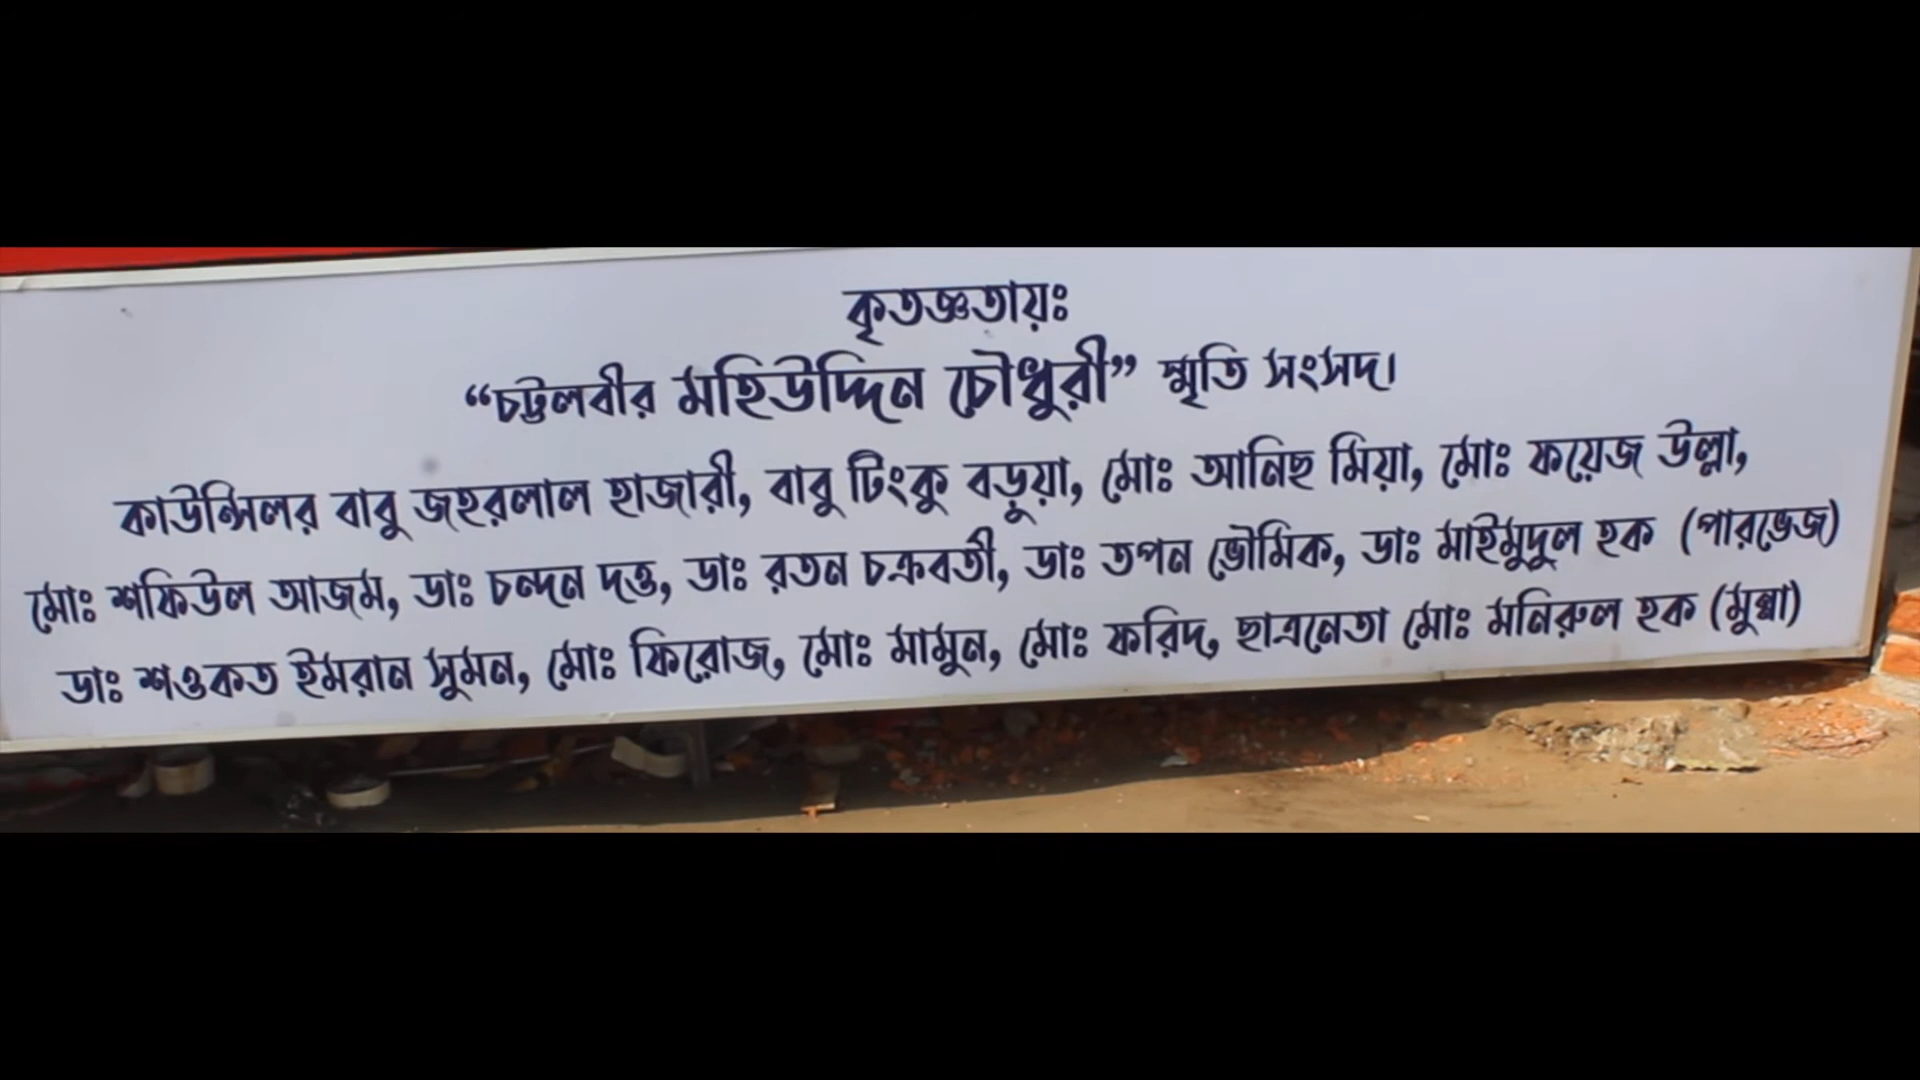 কৃতজ্ঞতায়ঃ
“চট্টলবীর মহিউদ্দিন চৌধুরী” স্মৃতি সংসদ।
কাউন্সিলর বাবু জহরলাল হাজারী, বাবু টিংকু বড়ুয়া, মোঃ আনিছ মিয়া, মোঃ ফয়েজ উল্লা,
মোঃ শফিউল আজম, ডাঃ চন্দন দত্ত, ডাঃ রতন চক্রবর্তী, ডাঃ তপন ভৌমিক, ডাঃ মাইমুদুল হক (পারভেজ)
ডাঃ শওকত ইমরান সুমন, মোঃ ফিরোজ, মোঃ মামুন, মোঃ ফরিদ, ছাত্রনেতা মোঃ মনিরুল হক (মুন্না)